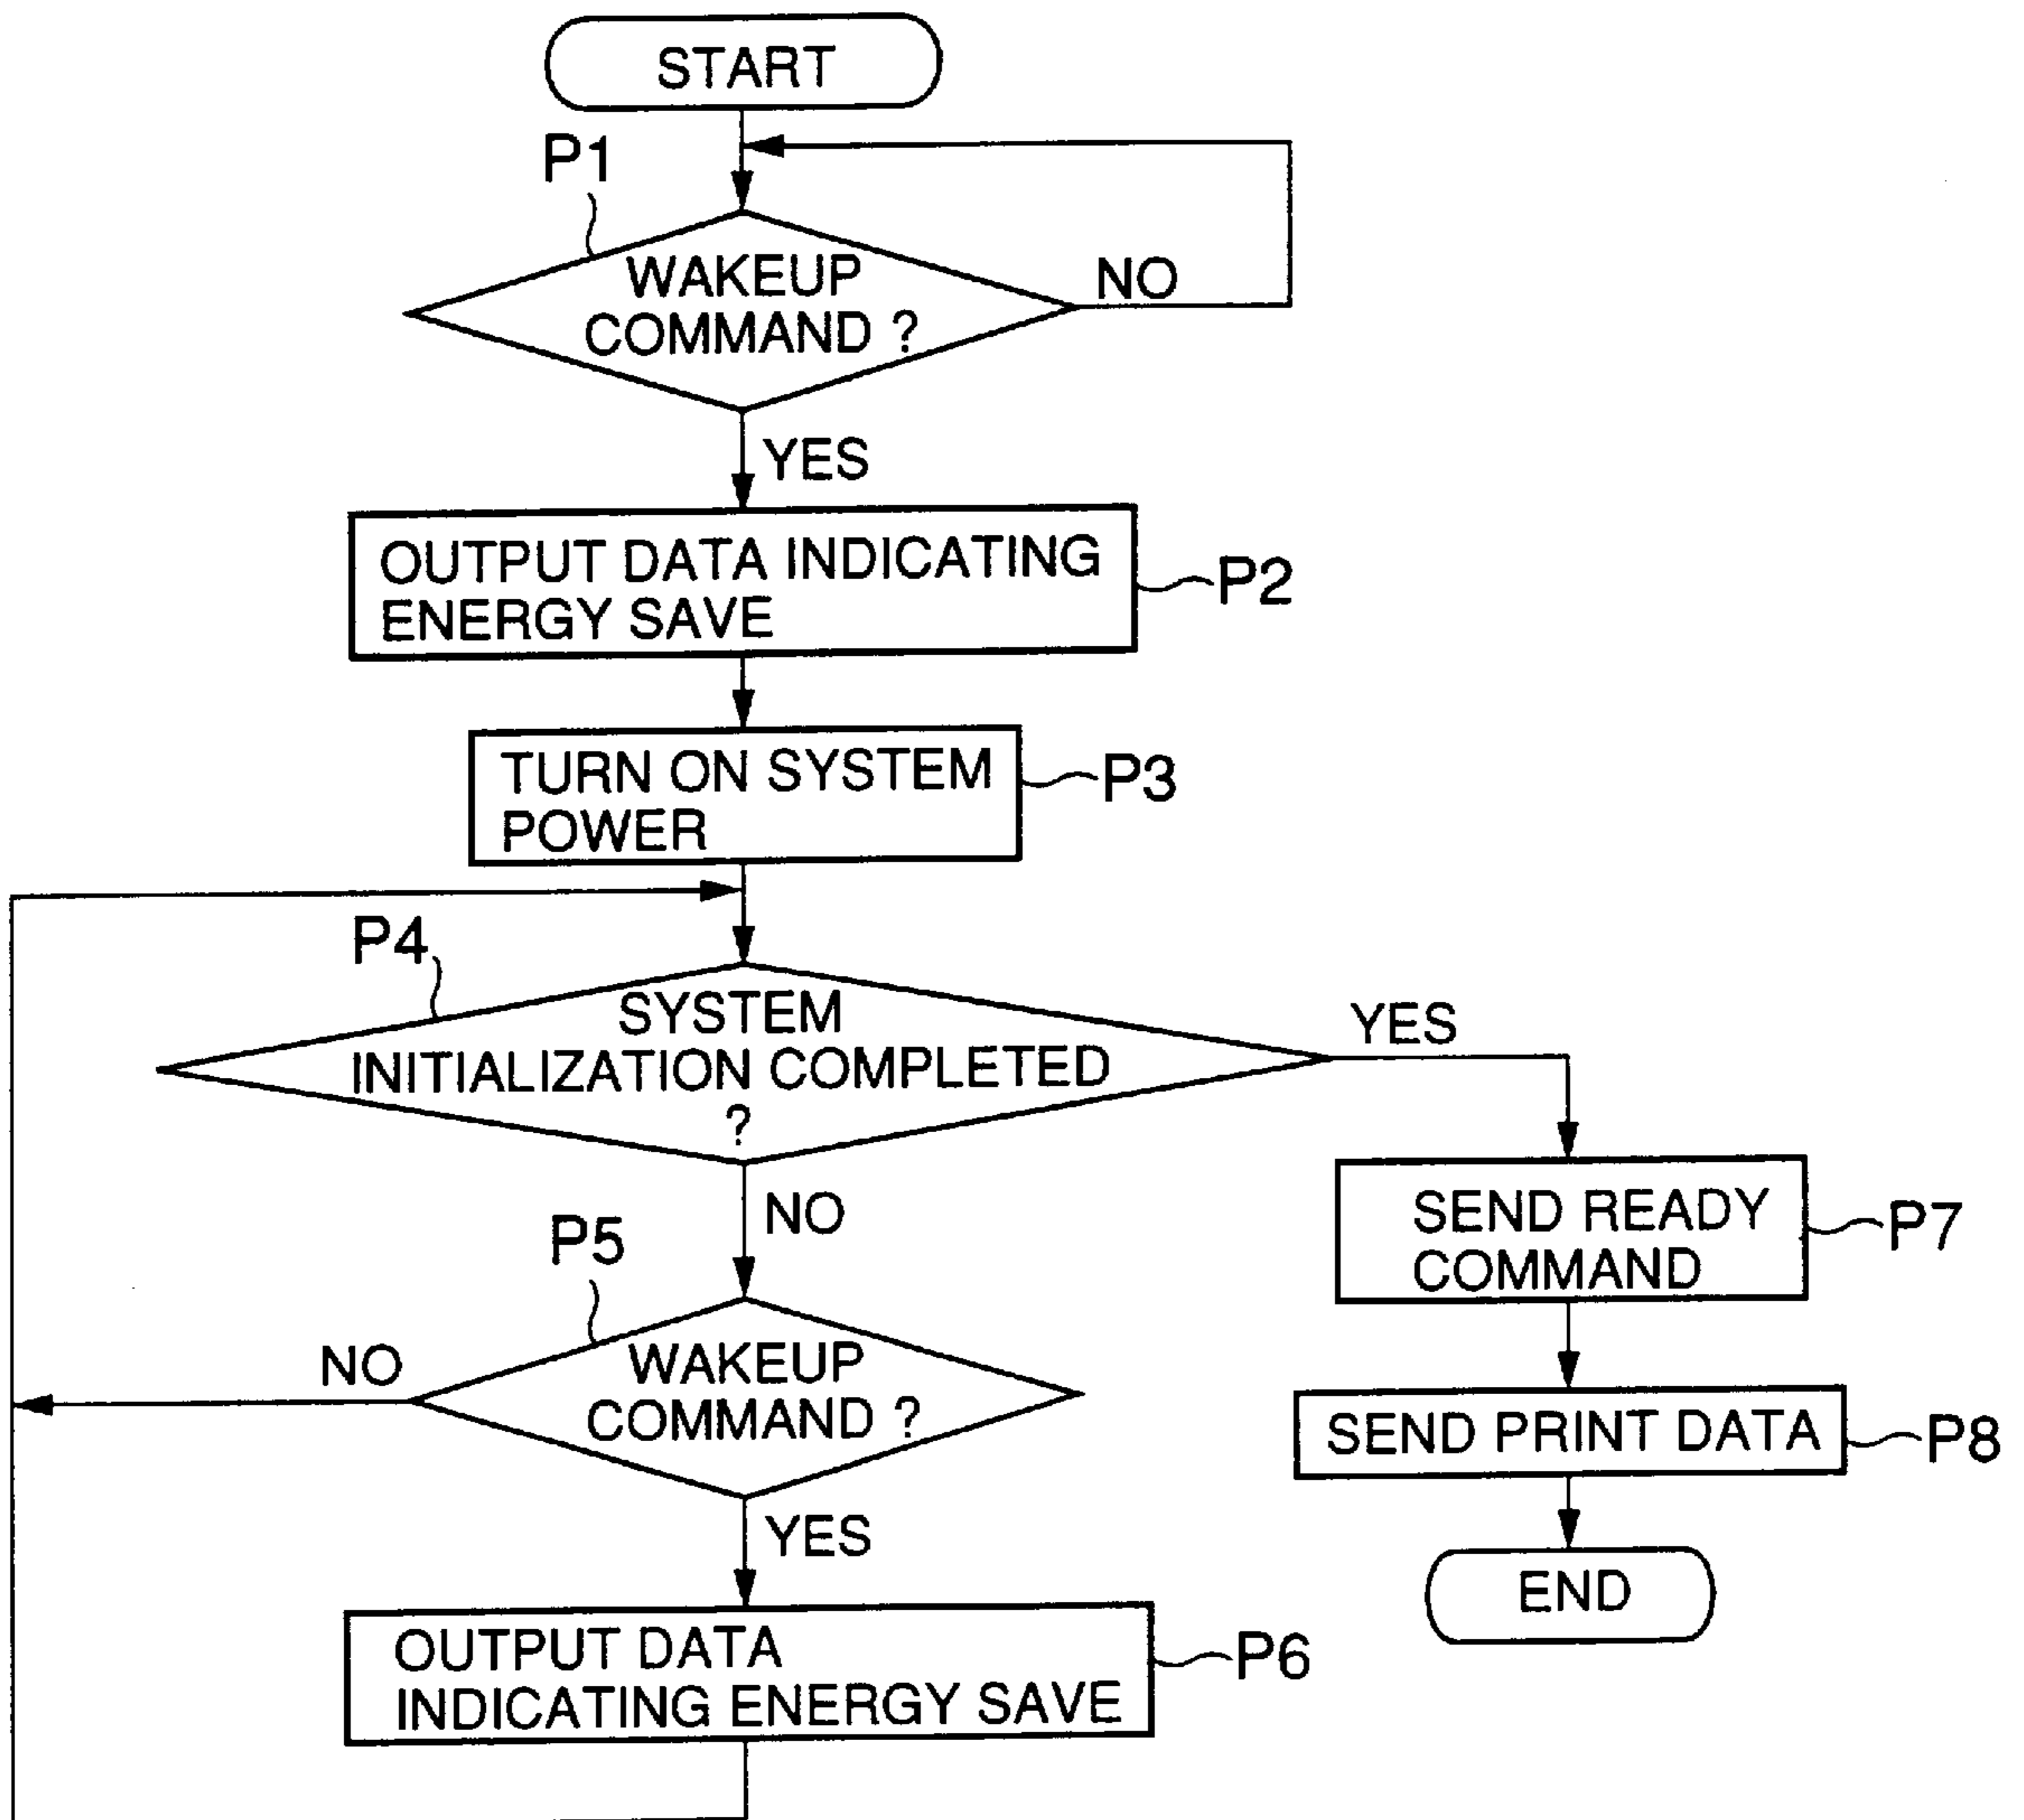 START
P1
WAKEUP
COMMAND ?
NO
YES
OUTPUT DATA INDICATING
ENERGY SAVE
P2
TURN ON SYSTEM
POWER
P3
P4
SYSTEM
INITIALIZATION COMPLETED
?
YES
NO
P5
WAKEUP
COMMAND ?
NO
YES
OUTPUT DATA
INDICATING ENERGY SAVE
P6
SEND READY
COMMAND
P7
SEND PRINT DATA
P8
END